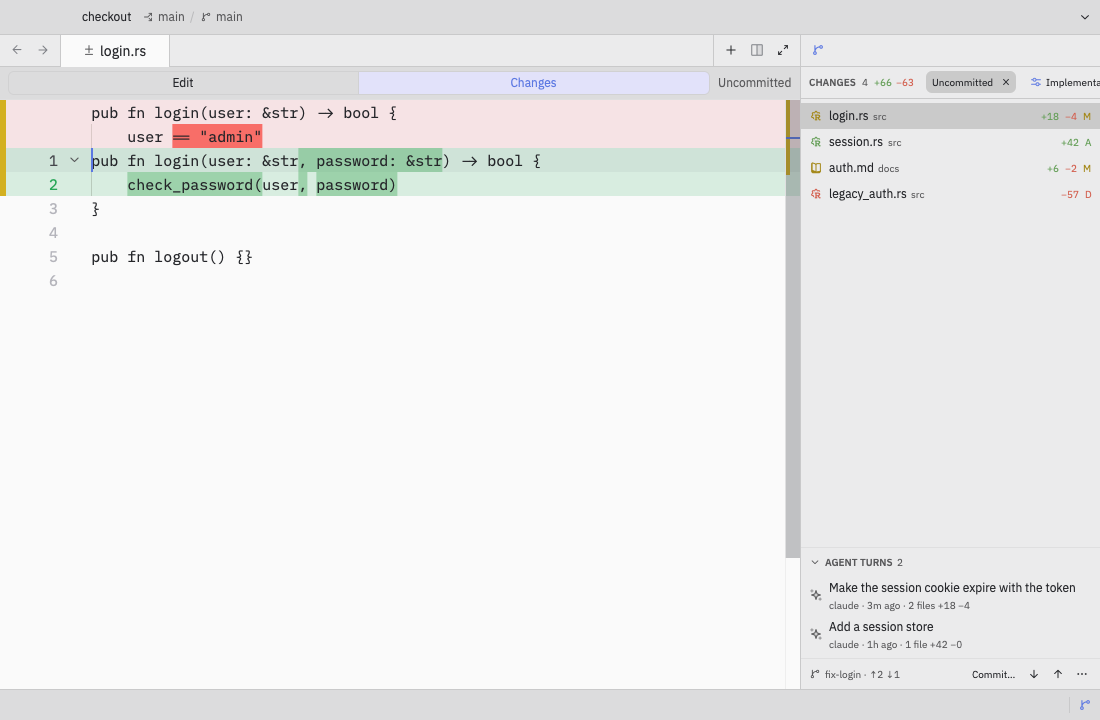 checkout main / main
login.rs
Edit Changes Uncommitted
pub fn login(user: &str) -> bool {
user == "admin"
1 pub fn login(user: &str, password: &str) -> bool {
2 check_password(user, password)
3 }
4
5 pub fn logout() {}
6
CHANGES 4 +66 −63 Uncommitted × Implementa
login.rs src +18 −4 M
session.rs src +42 A
auth.md docs +6 −2 M
legacy_auth.rs src −57 D
AGENT TURNS 2
Make the session cookie expire with the token
claude · 3m ago · 2 files +18 −4
Add a session store
claude · 1h ago · 1 file +42 −0
fix-login · ↑2 ↓1 Commit... ↓ ↑ ···